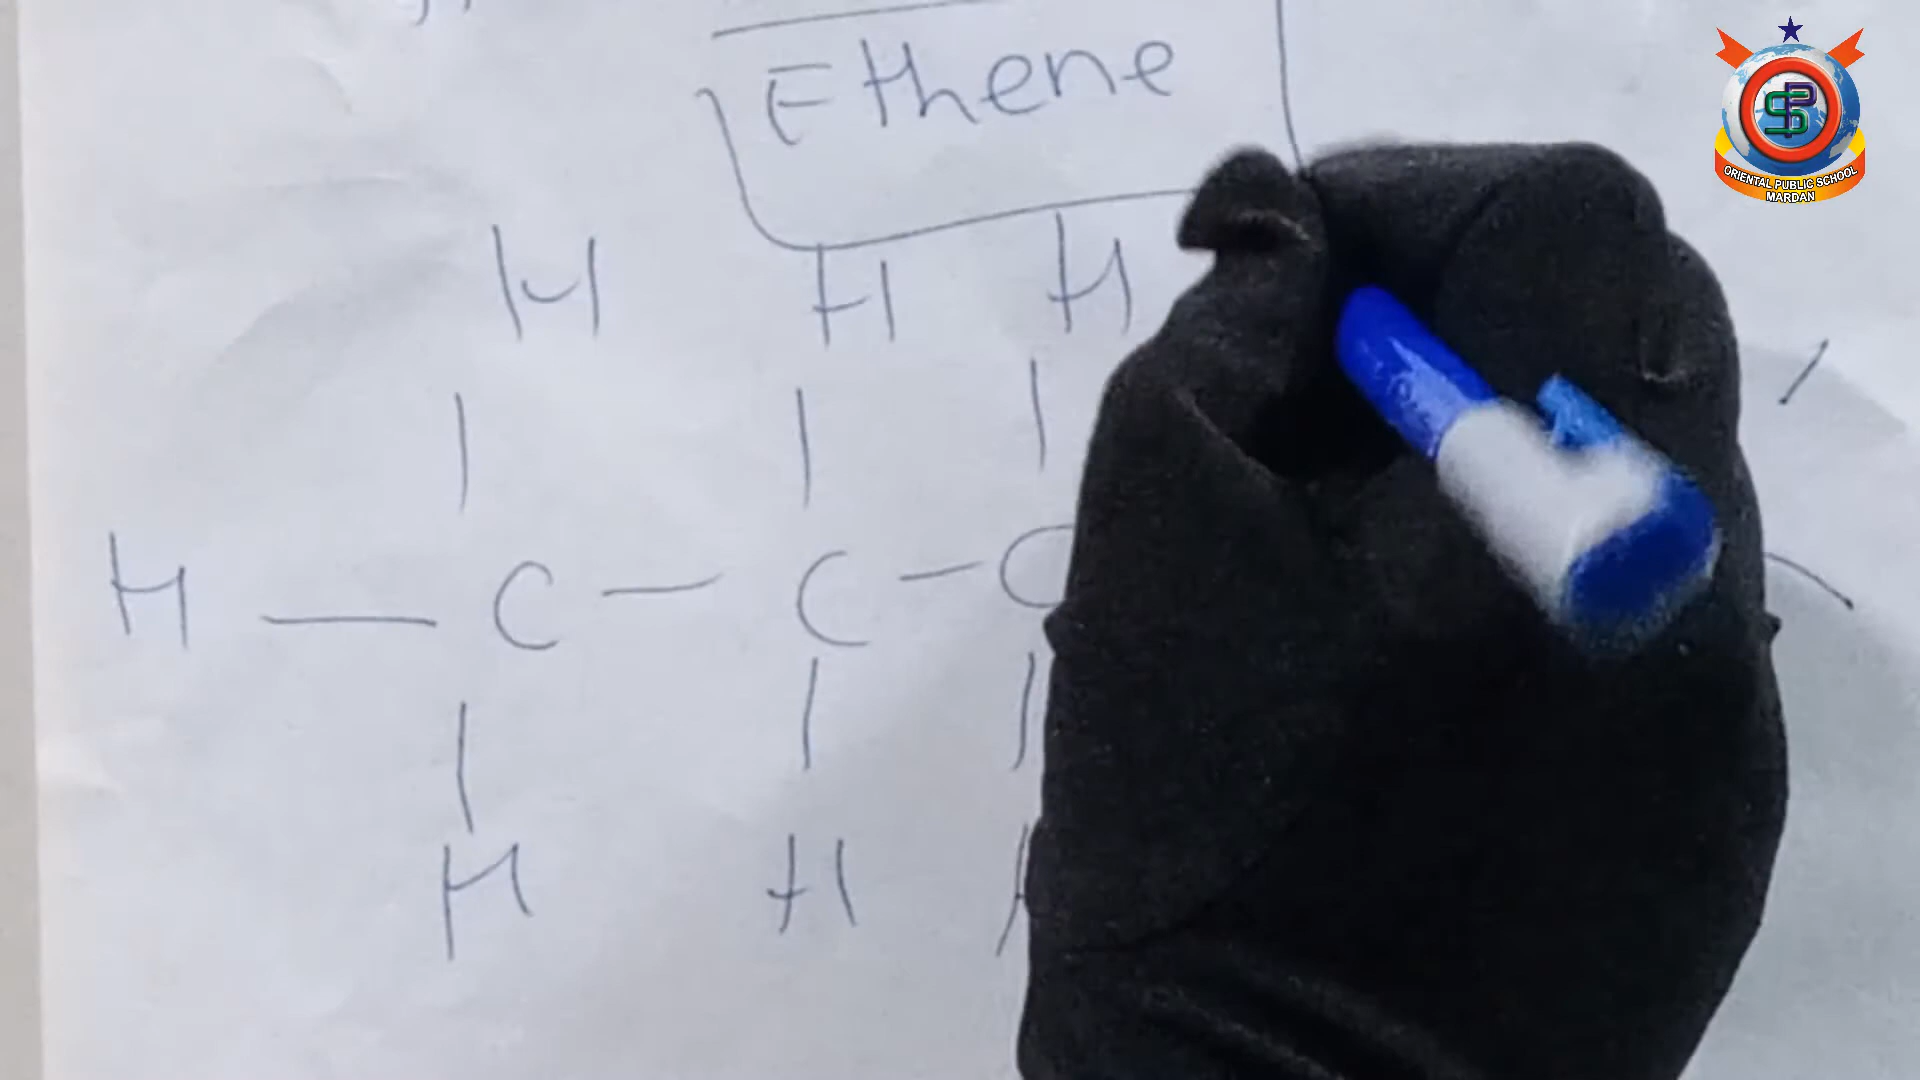 Ethene
H H H
H — C — C — C
H H
ORIENTAL PUBLIC SCHOOL
MARDAN